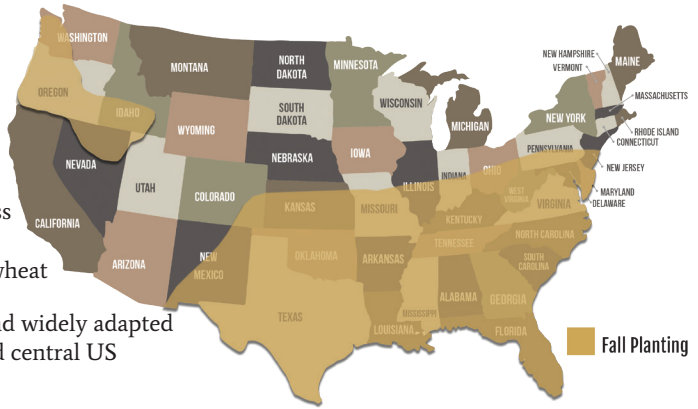 WASHINGTON
OREGON
IDAHO
MONTANA
NORTH
DAKOTA
MINNESOTA
SOUTH
DAKOTA
WISCONSIN
MICHIGAN
WYOMING
NEBRASKA
IOWA
NEVADA
UTAH
COLORADO
CALIFORNIA
ARIZONA
NEW
MEXICO
KANSAS
MISSOURI
ILLINOIS
INDIANA
OHIO
PENNSYLVANIA
NEW YORK
NEW HAMPSHIRE
VERMONT
MAINE
MASSACHUSETTS
RHODE ISLAND
CONNECTICUT
NEW JERSEY
MARYLAND
DELAWARE
WEST
VIRGINIA
VIRGINIA
KENTUCKY
TENNESSEE
NORTH CAROLINA
SOUTH
CAROLINA
OKLAHOMA
ARKANSAS
TEXAS
LOUISIANA
MISSISSIPPI
ALABAMA
GEORGIA
FLORIDA
wheat
widely adapted
central US
Fall Planting